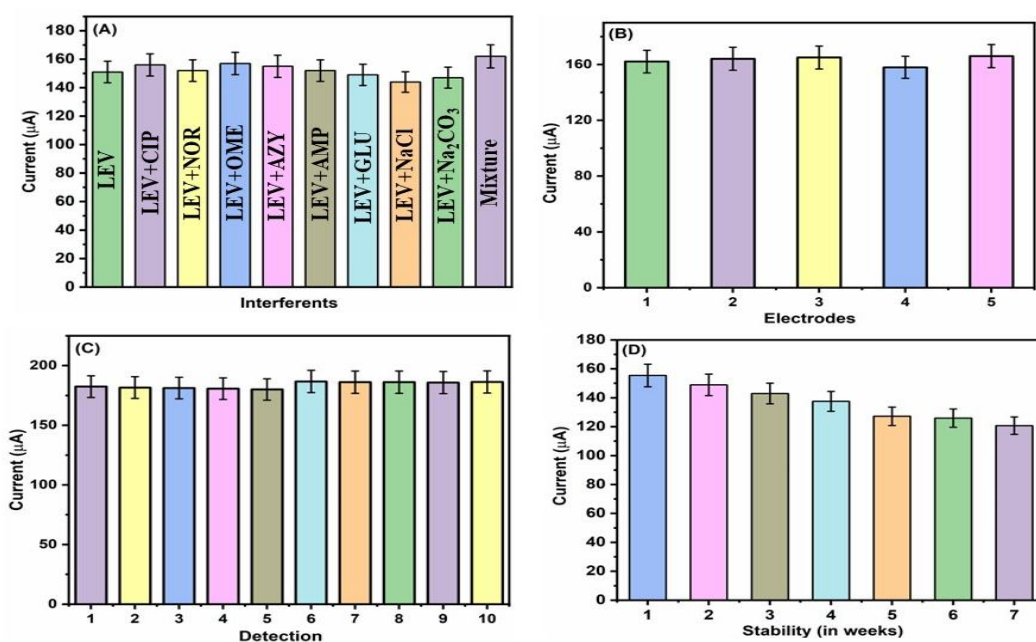 (A)
Current (µA)
180
160
140
120
100
80
60
40
20
0
LEV
LEV+CIP
LEV+NOR
LEV+OME
LEV+AZY
LEV+AMP
LEV+GLU
LEV+NaCl
LEV+Na₂CO₃
Mixture
Interferents
(B)
Current (µA)
160
120
80
40
0
1 2 3 4 5
Electrodes
(C)
Current (µA)
200
150
100
50
0
1 2 3 4 5 6 7 8 9 10
Detection
(D)
Current (µA)
180
160
140
120
100
80
60
40
20
0
1 2 3 4 5 6 7
Stability (in weeks)